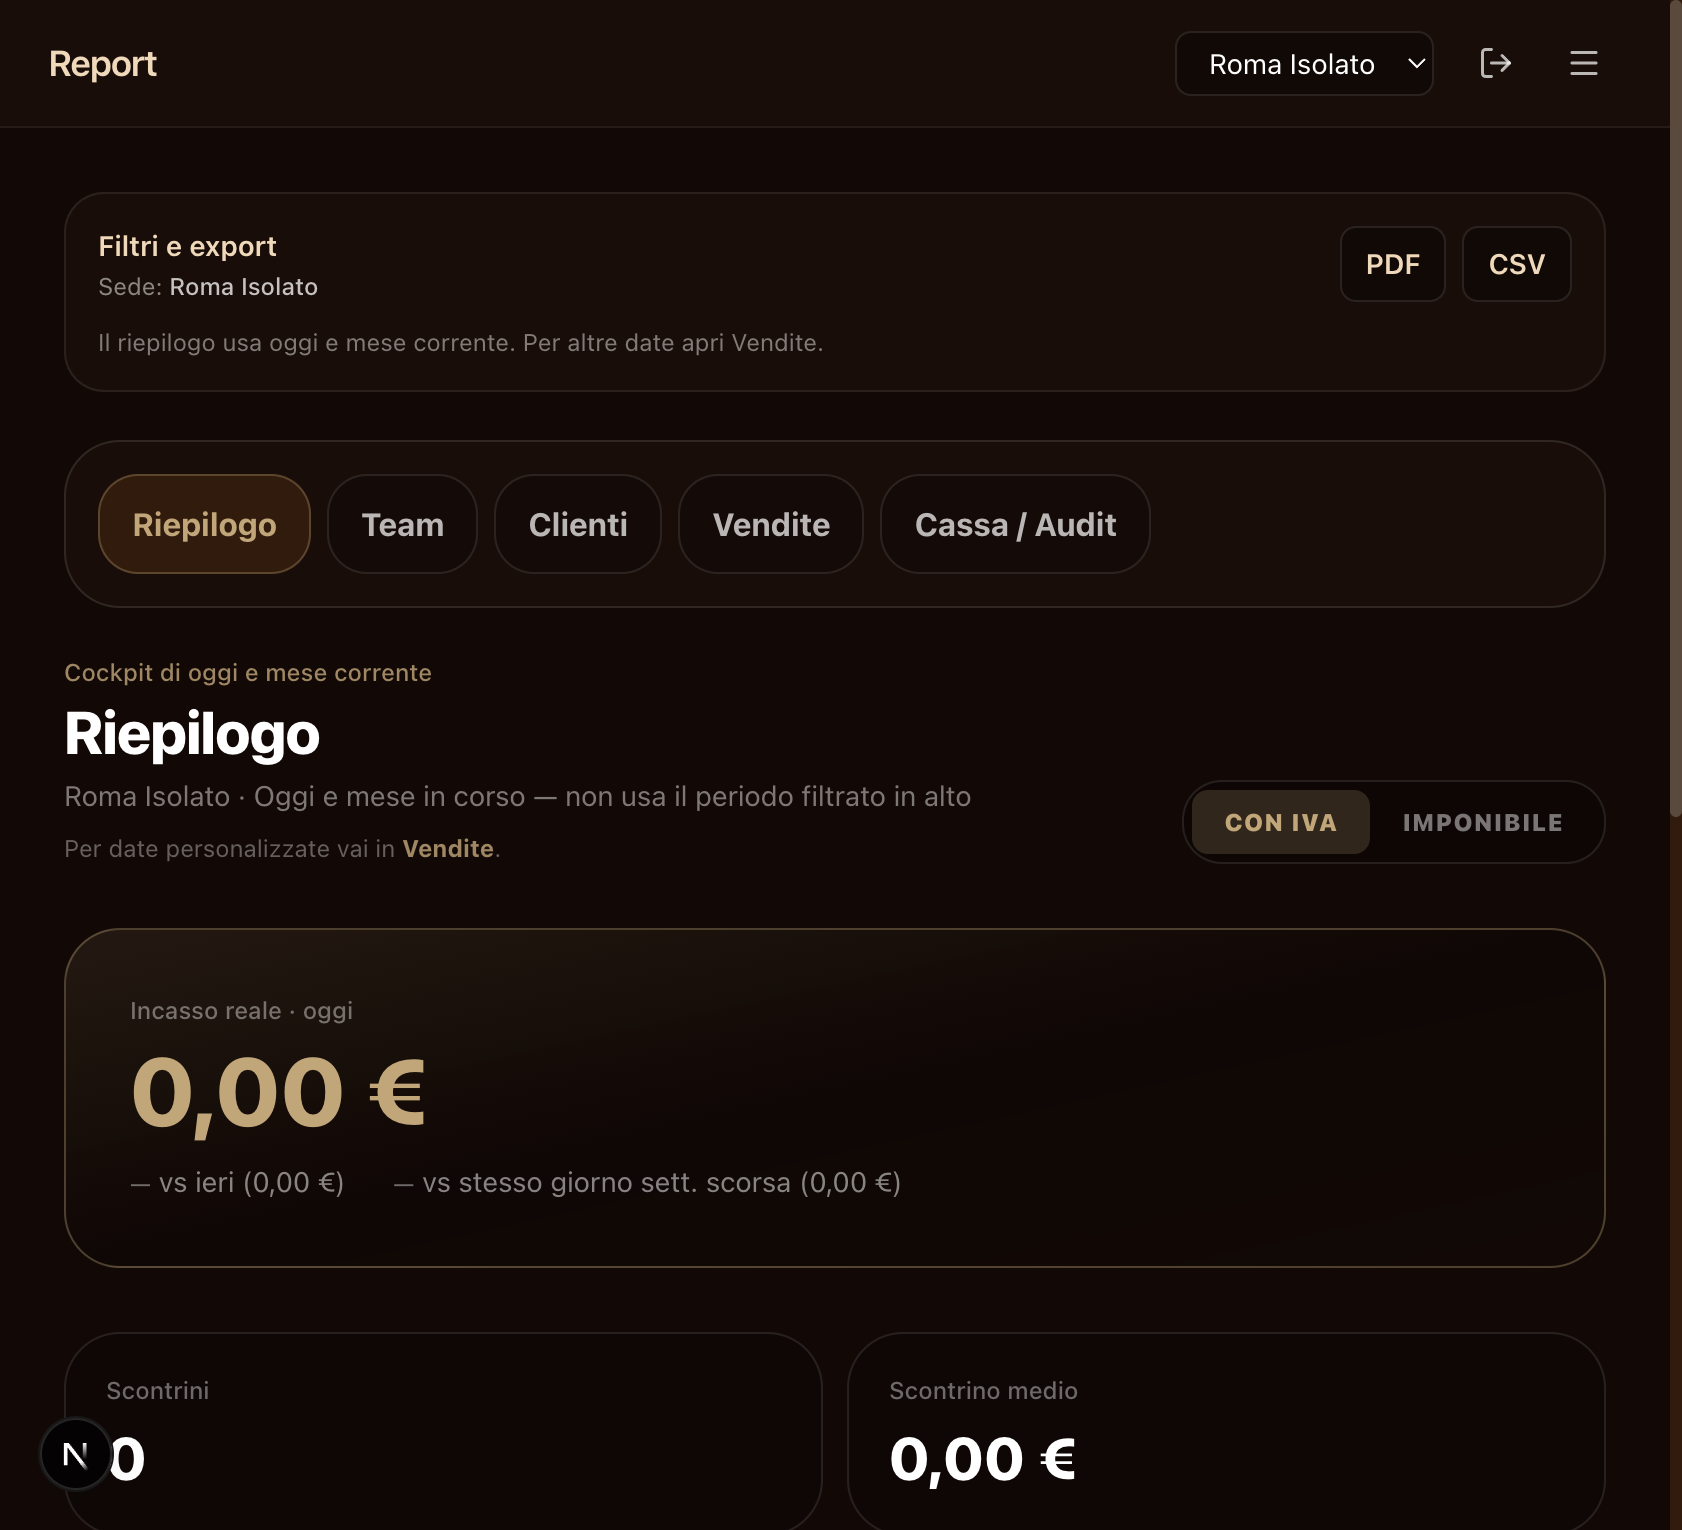 Report
Roma Isolato
Filtri e export
Sede: Roma Isolato
PDF
CSV
Il riepilogo usa oggi e mese corrente. Per altre date apri Vendite.
Riepilogo
Team
Clienti
Vendite
Cassa / Audit
Cockpit di oggi e mese corrente
Riepilogo
Roma Isolato · Oggi e mese in corso — non usa il periodo filtrato in alto
Per date personalizzate vai in Vendite.
CON IVA
IMPONIBILE
Incasso reale · oggi
0,00 €
— vs ieri (0,00 €)
— vs stesso giorno sett. scorsa (0,00 €)
Scontrini
0
Scontrino medio
0,00 €
N